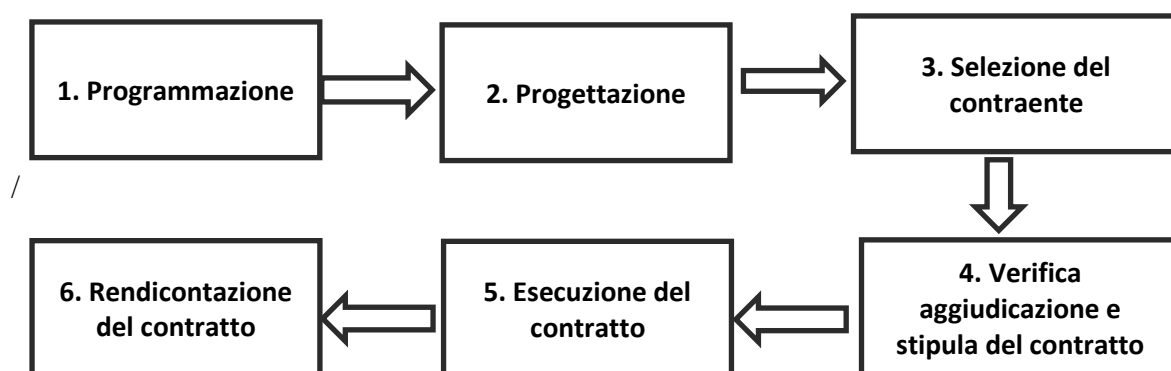 1. Programmazione
2. Progettazione
3. Selezione del
contraente
/
4. Verifica
aggiudicazione e
stipula del contratto
5. Esecuzione del
contratto
6. Rendicontazione
del contratto